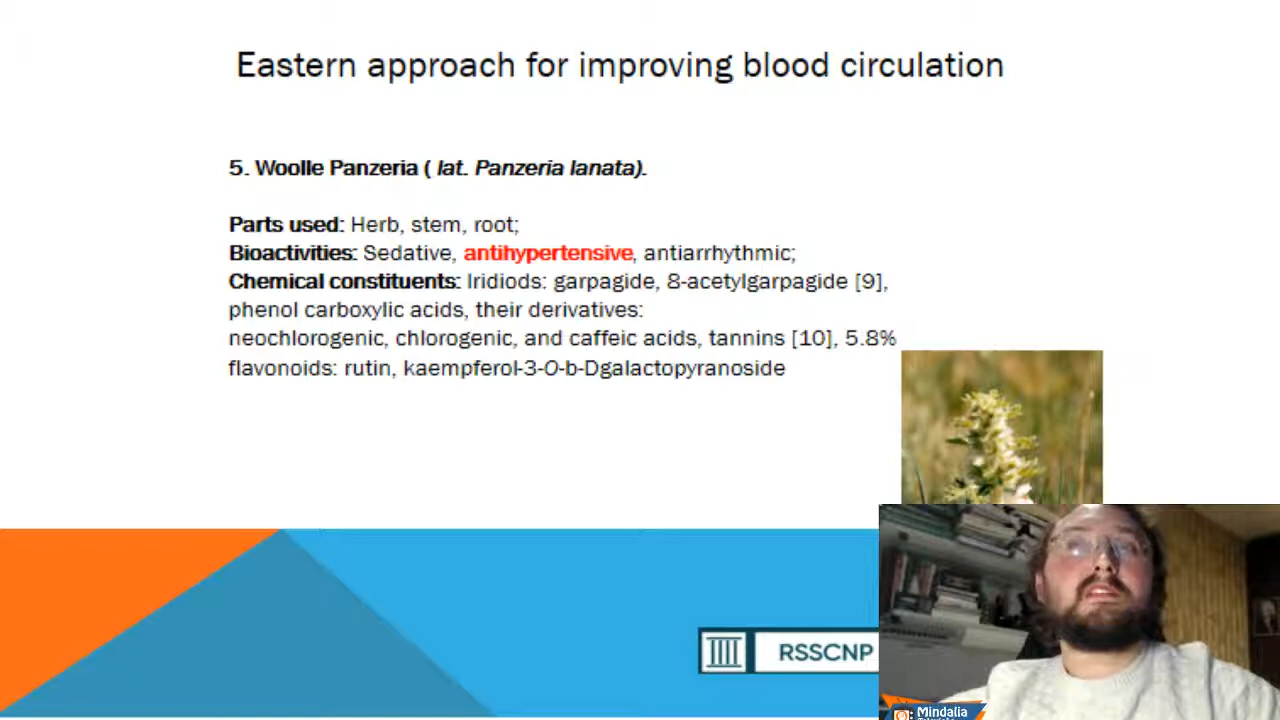 Eastern approach for improving blood circulation
5. Woolle Panzeria ( lat. Panzeria lanata).
Parts used: Herb, stem, root;
Bioactivities: Sedative, antihypertensive, antiarrhythmic;
Chemical constituents: Iridiods: garpagide, 8-acetylgarpagide [9],
phenol carboxylic acids, their derivatives:
neochlorogenic, chlorogenic, and caffeic acids, tannins [10], 5.8%
flavonoids: rutin, kaempferol-3-O-b-Dgalactopyranoside
RSSCNP
Mindalia